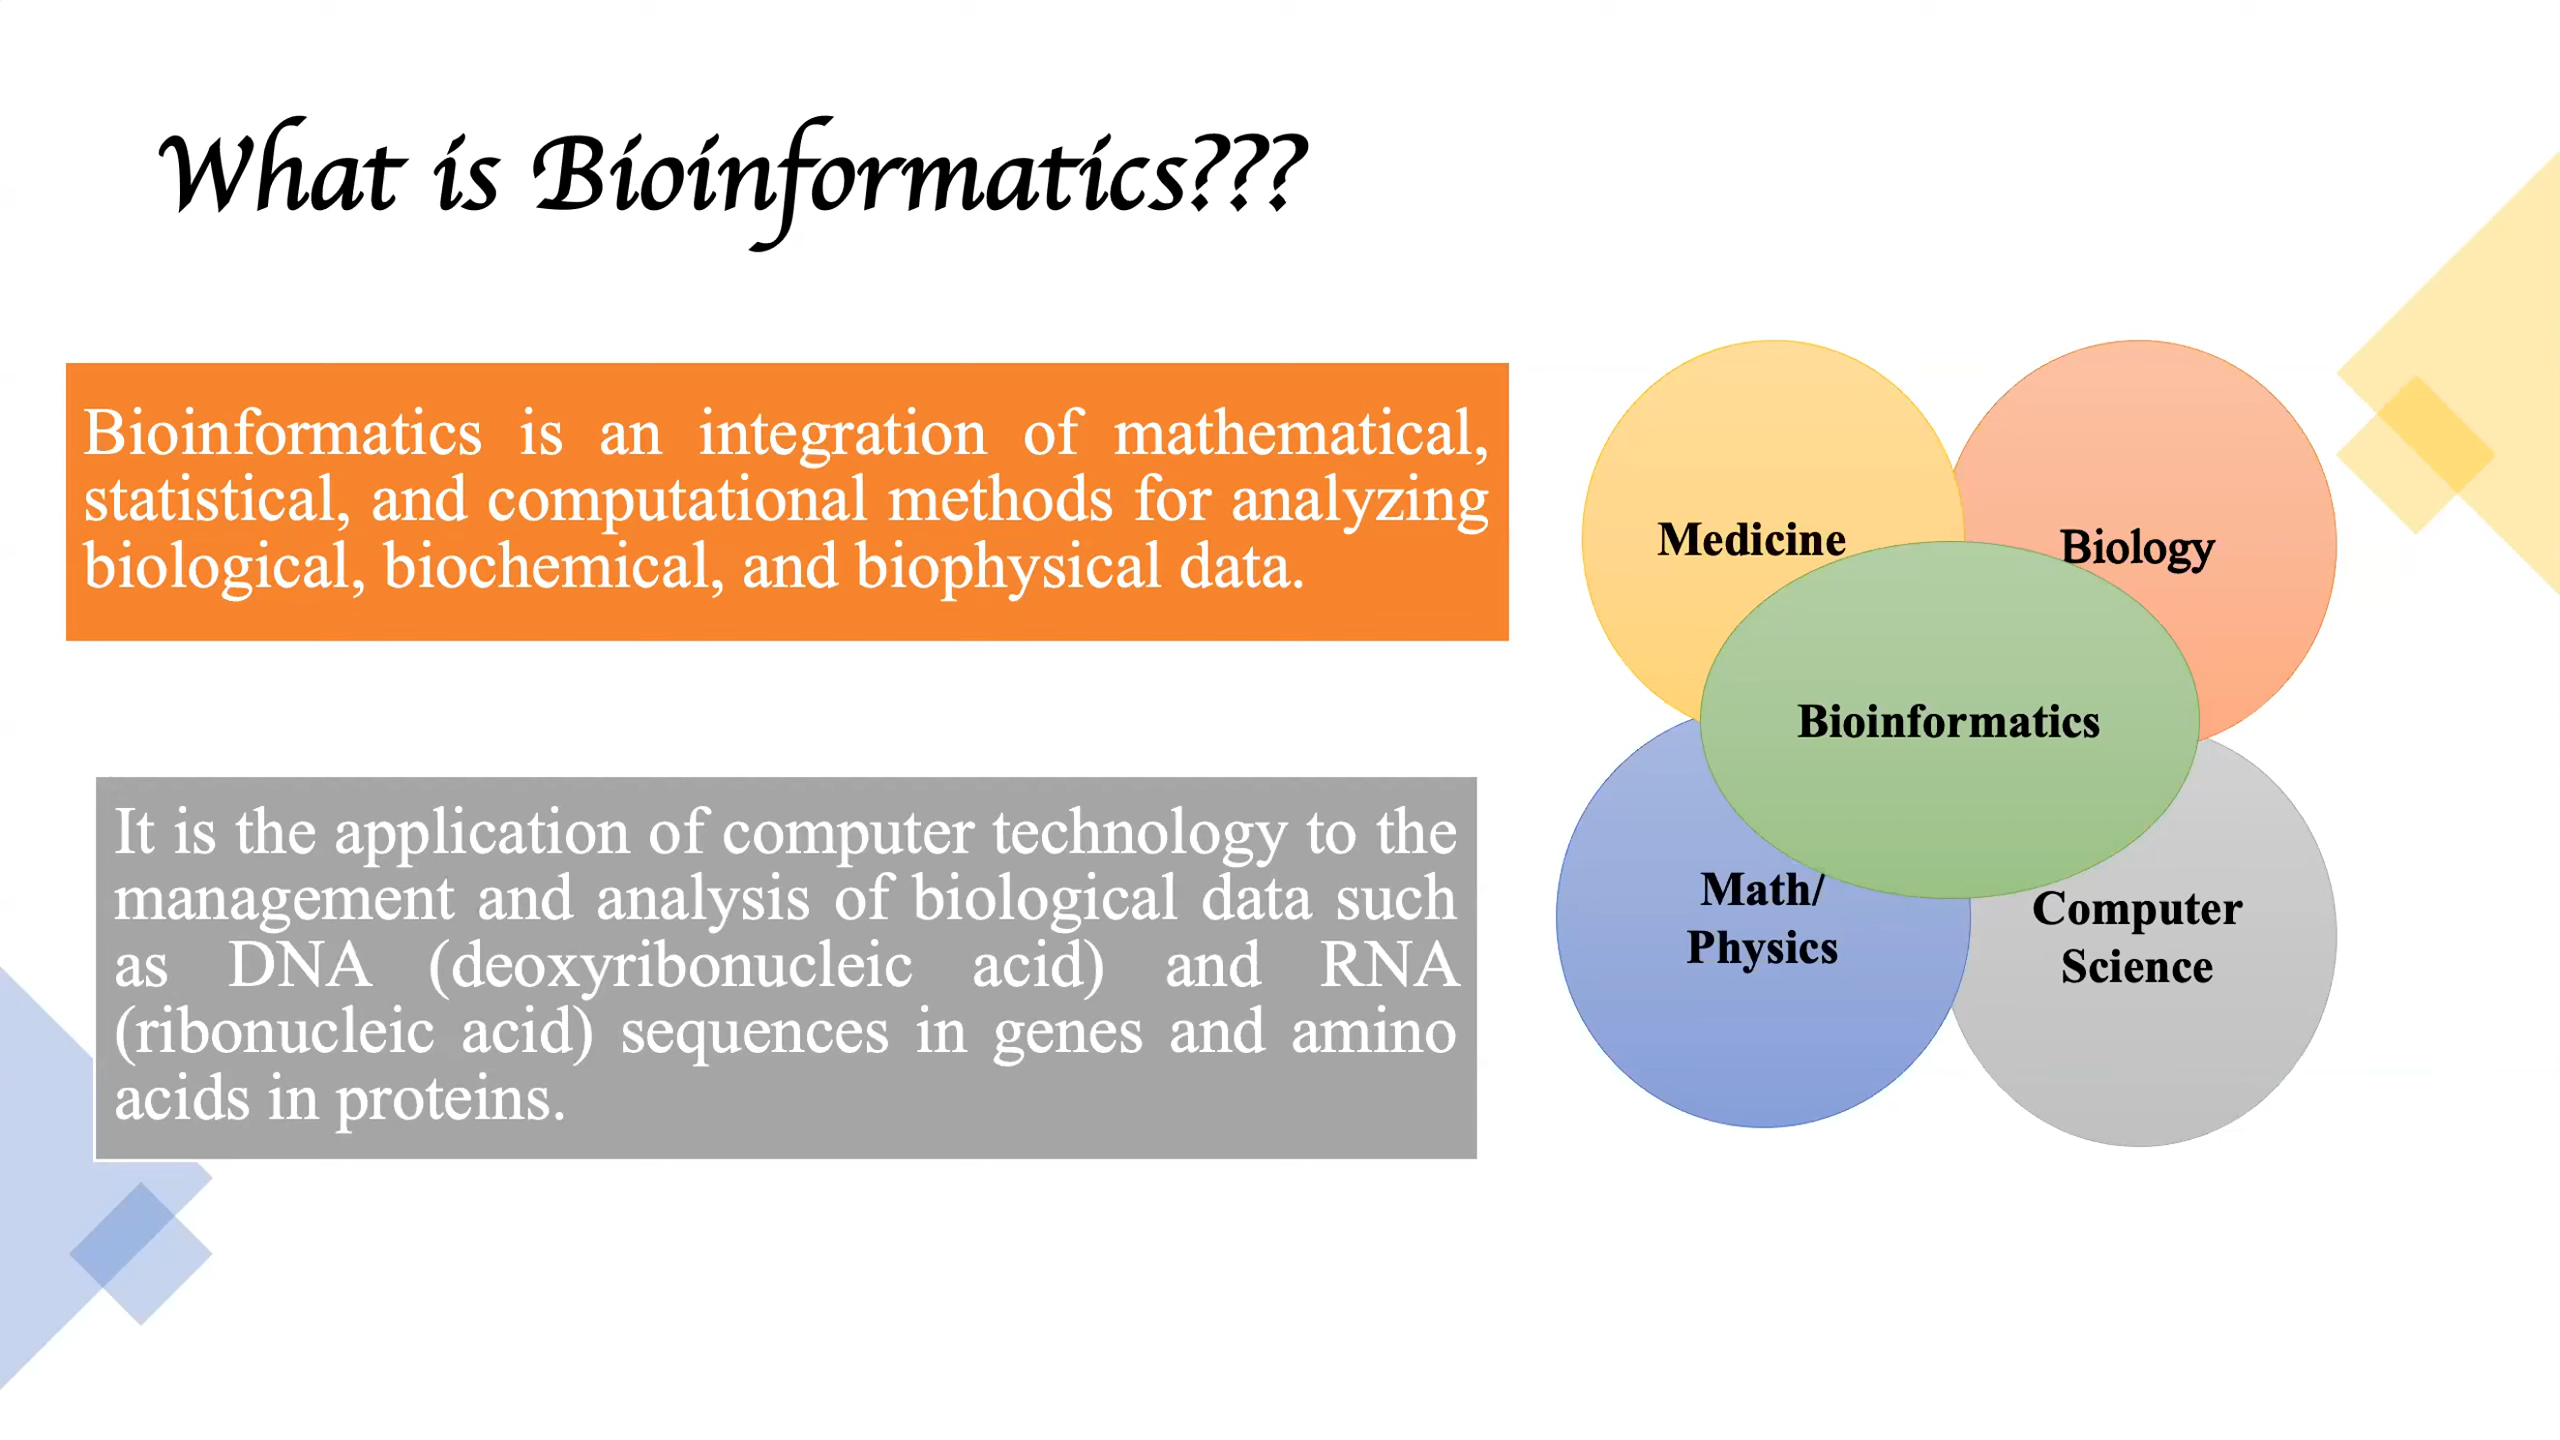 What is Bioinformatics???
Bioinformatics is an integration of mathematical,
statistical, and computational methods for analyzing
biological, biochemical, and biophysical data.
It is the application of computer technology to the
management and analysis of biological data such
as DNA (deoxyribonucleic acid) and RNA
(ribonucleic acid) sequences in genes and amino
acids in proteins.
Medicine
Biology
Bioinformatics
Math/
Physics
Computer
Science